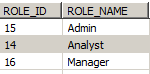 ROLE_ID ROLE_NAME
15 Admin
14 Analyst
16 Manager